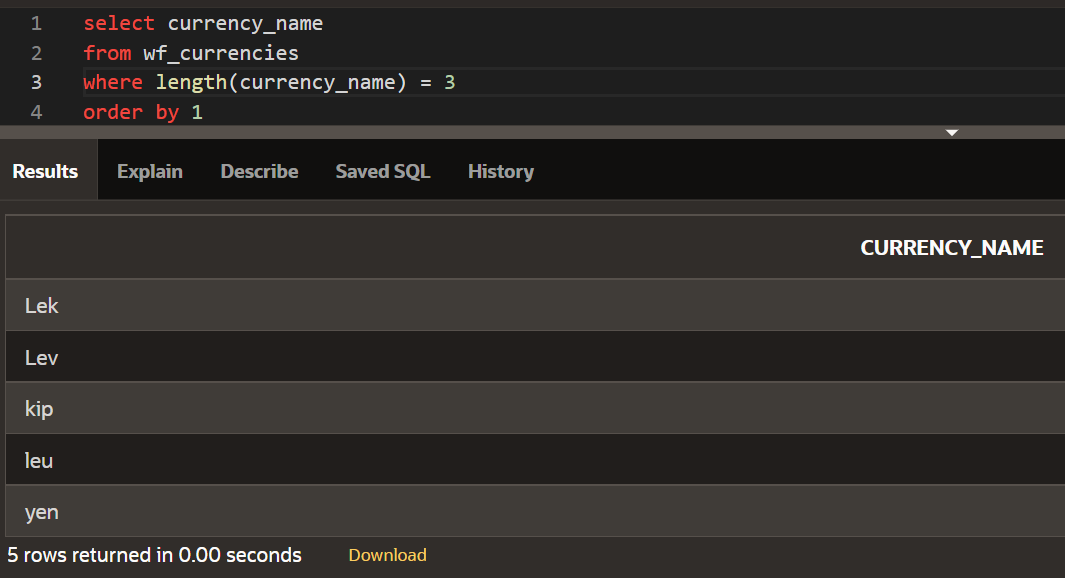 1 select currency_name
2 from wf_currencies
3 where length(currency_name) = 3
4 order by 1
Results Explain Describe Saved SQL History
CURRENCY_NAME
Lek
Lev
kip
leu
yen
5 rows returned in 0.00 seconds Download